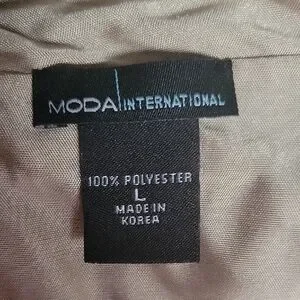 MODA INTERNATIONAL
100% POLYESTER
L
MADE IN
KOREA